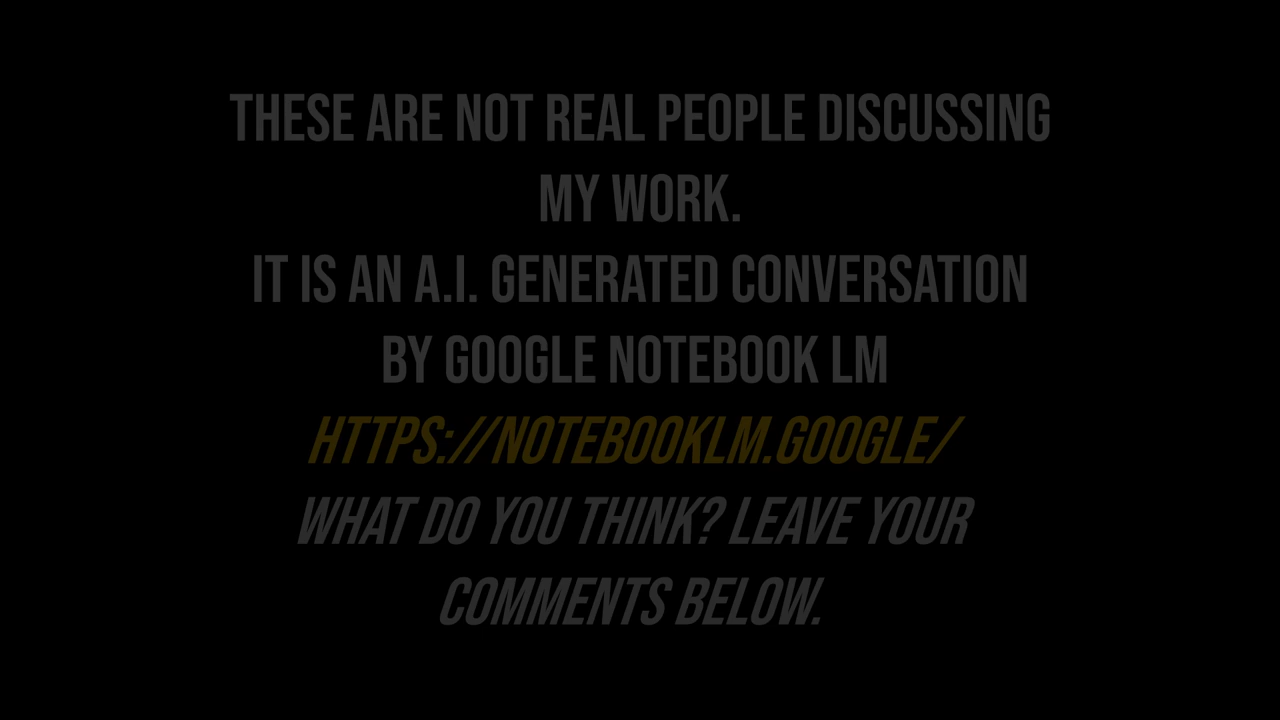 THESE ARE NOT REAL PEOPLE DISCUSSING
MY WORK.
IT IS AN A.I. GENERATED CONVERSATION
BY GOOGLE NOTEBOOK LM
HTTPS://NOTEBOOKLM.GOOGLE/
WHAT DO YOU THINK? LEAVE YOUR
COMMENTS BELOW.